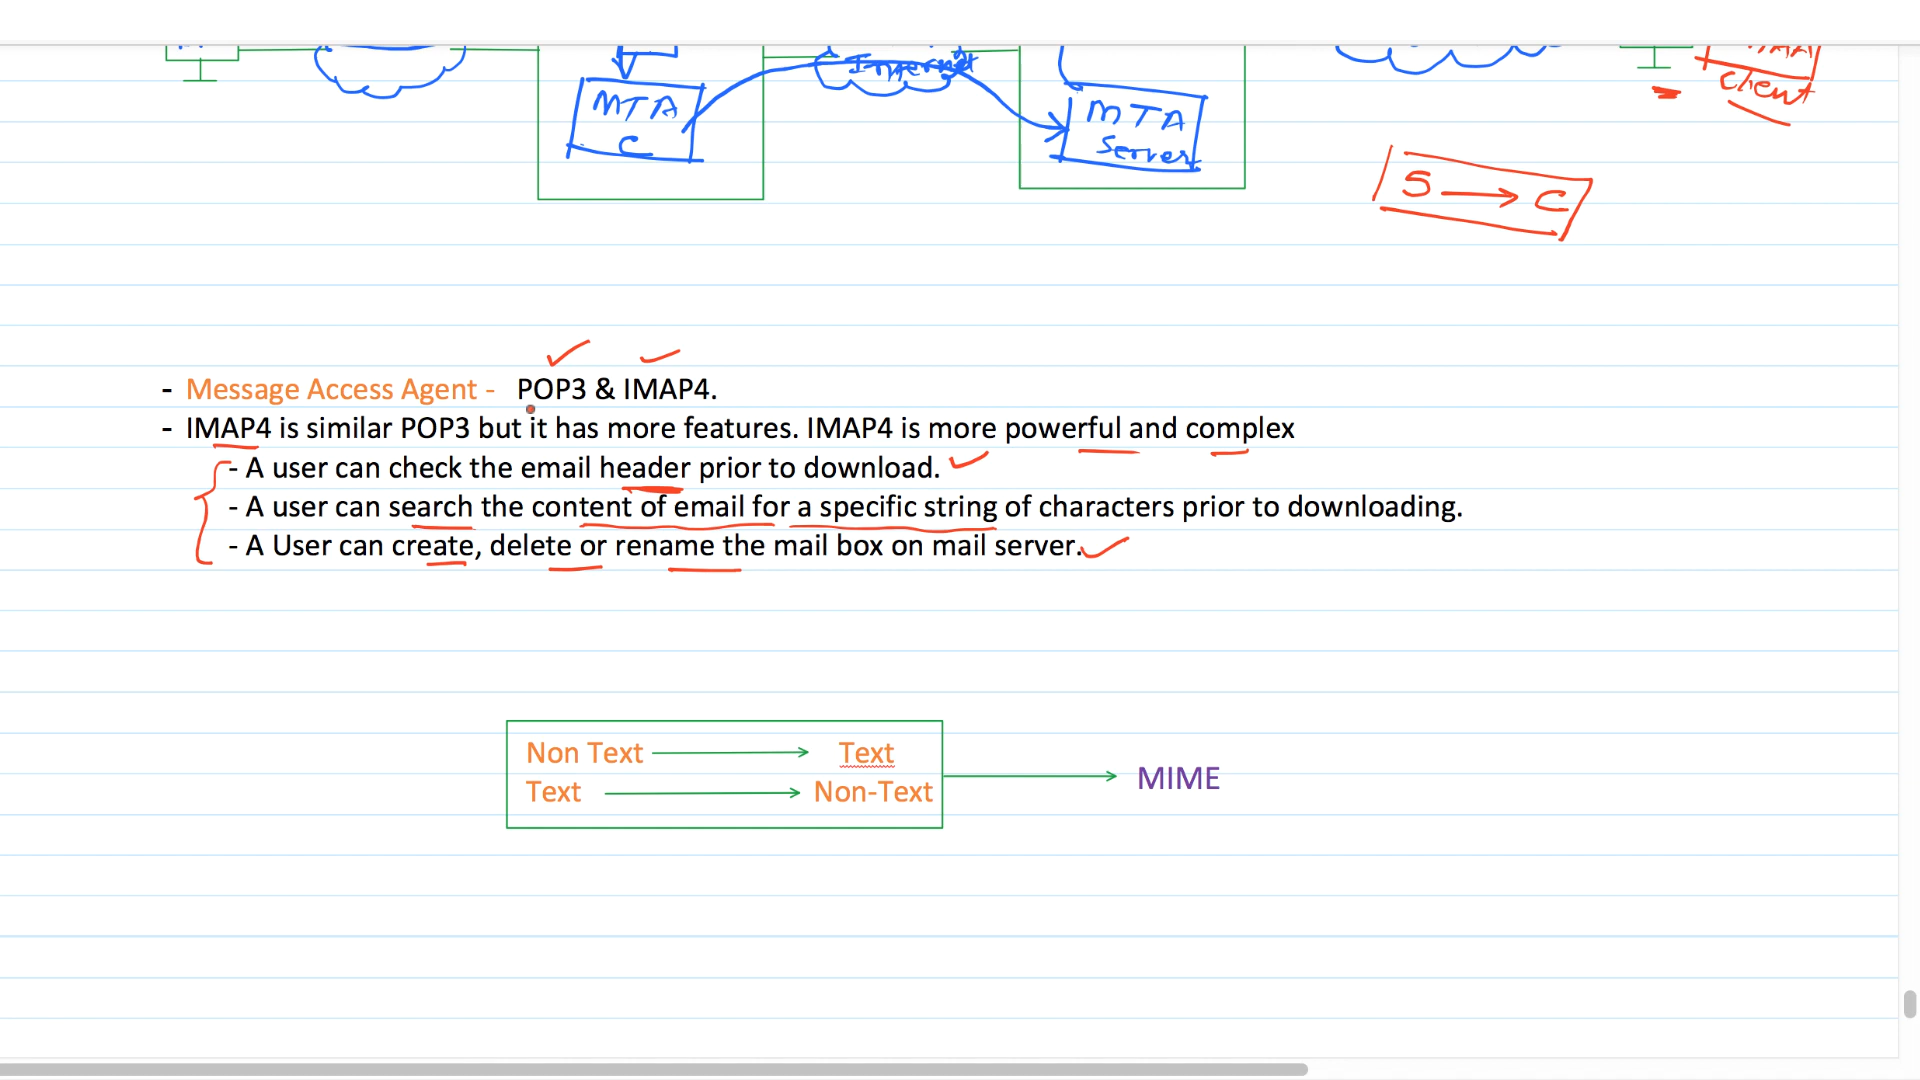 Internet
MTA
C
MTA
Server
client
S → C
- Message Access Agent - POP3 & IMAP4.
- IMAP4 is similar POP3 but it has more features. IMAP4 is more powerful and complex
- A user can check the email header prior to download.
- A user can search the content of email for a specific string of characters prior to downloading.
- A User can create, delete or rename the mail box on mail server.
Non Text → Text
Text → Non-Text
MIME